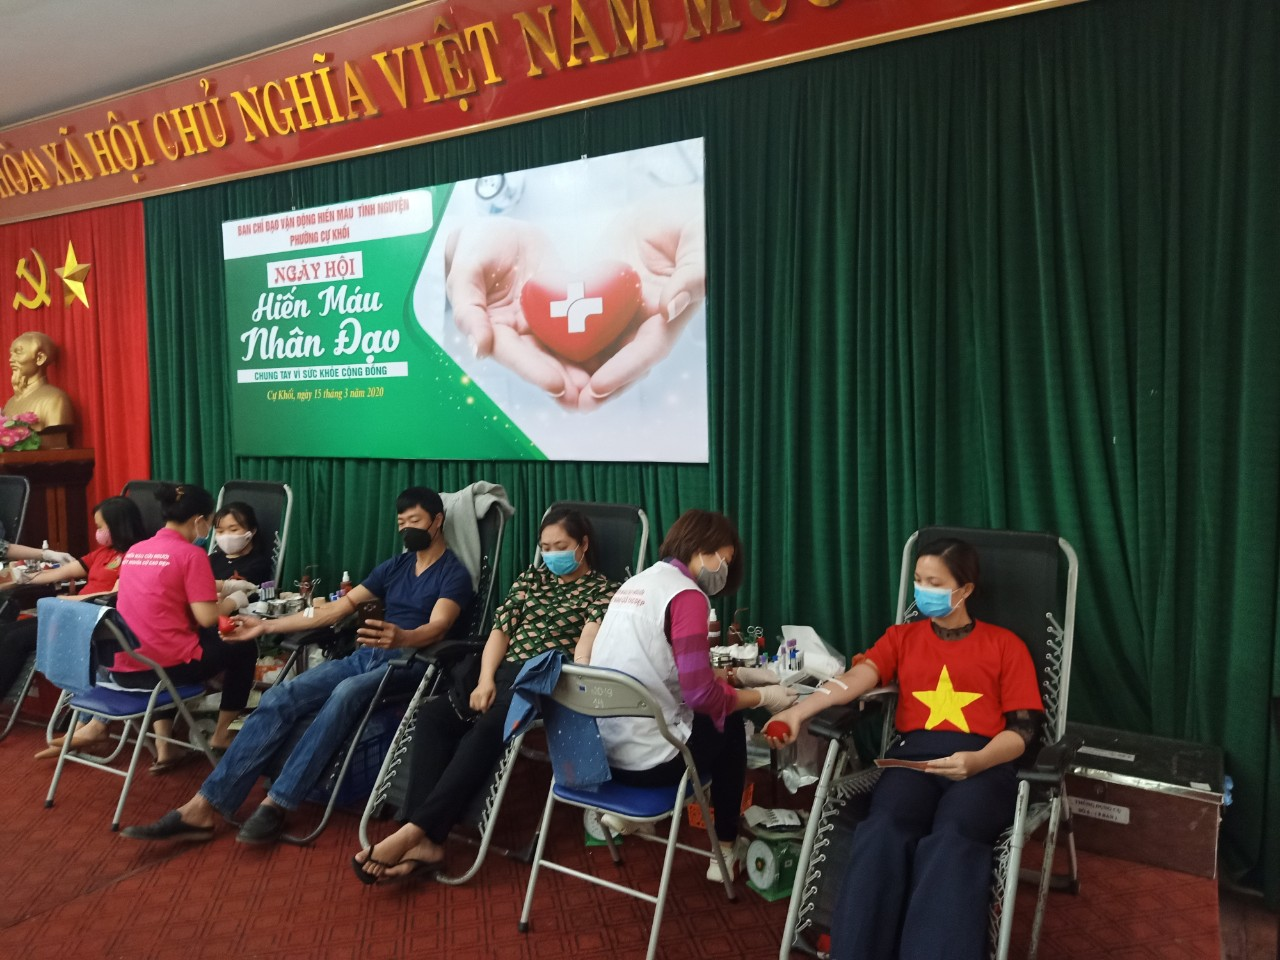 HÒA XÃ HỘI CHỦ NGHĨA VIỆT NAM
BAN CHỈ ĐẠO VẬN ĐỘNG HIẾN MÁU TÌNH NGUYỆN
PHƯỜNG CỰ KHỐI
NGÀY HỘI
Hiến Máu
Nhân Đạo
CHUNG TAY VÌ SỨC KHỎE CỘNG ĐỒNG
Cự Khối, ngày 15 tháng 3 năm 2020